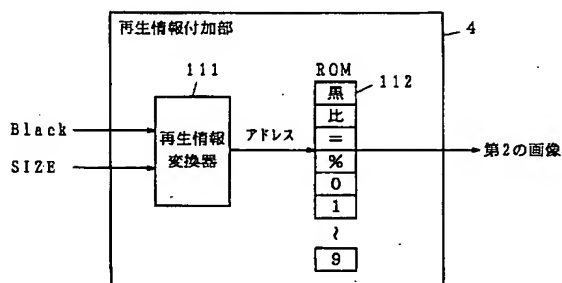 再生情報付加部
4
111
ROM
112
Black
SIZE
再生情報
変換器
アドレス
黒
比
=
%
0
1
~
9
第2の画像